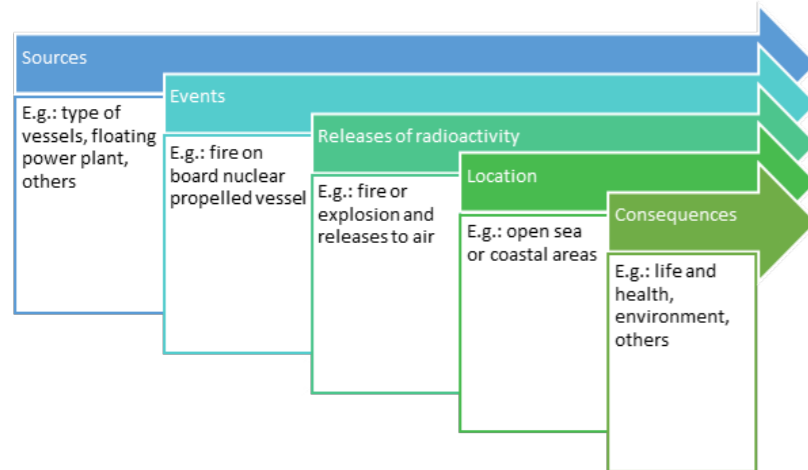 Sources
E.g.: type of
vessels, floating
power plant,
others
Events
E.g.: fire on
board nuclear
propelled vessel
Releases of radioactivity
E.g.: fire or
explosion and
releases to air
Location
E.g.: open sea
or coastal areas
Consequences
E.g.: life and
health,
environment,
others